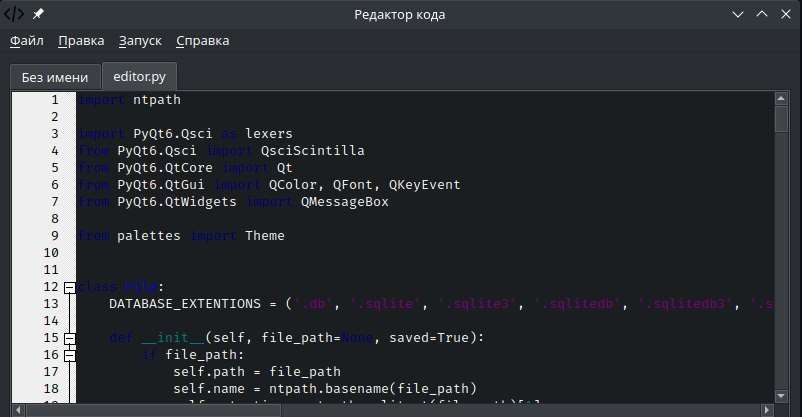 </> Редактор кода
Файл Правка Запуск Справка
Без имени editor.py
1 import ntpath
2
3 import PyQt6.Qsci as lexers
4 from PyQt6.Qsci import QsciScintilla
5 from PyQt6.QtCore import Qt
6 from PyQt6.QtGui import QColor, QFont, QKeyEvent
7 from PyQt6.QtWidgets import QMessageBox
8
9 from palettes import Theme
10
11
12 class File:
13 DATABASE_EXTENTIONS = ('.db', '.sqlite', '.sqlite3', '.sqlitedb', '.sqlitedb3', '.s
14
15 def __init__(self, file_path=None, saved=True):
16 if file_path:
17 self.path = file_path
18 self.name = ntpath.basename(file_path)